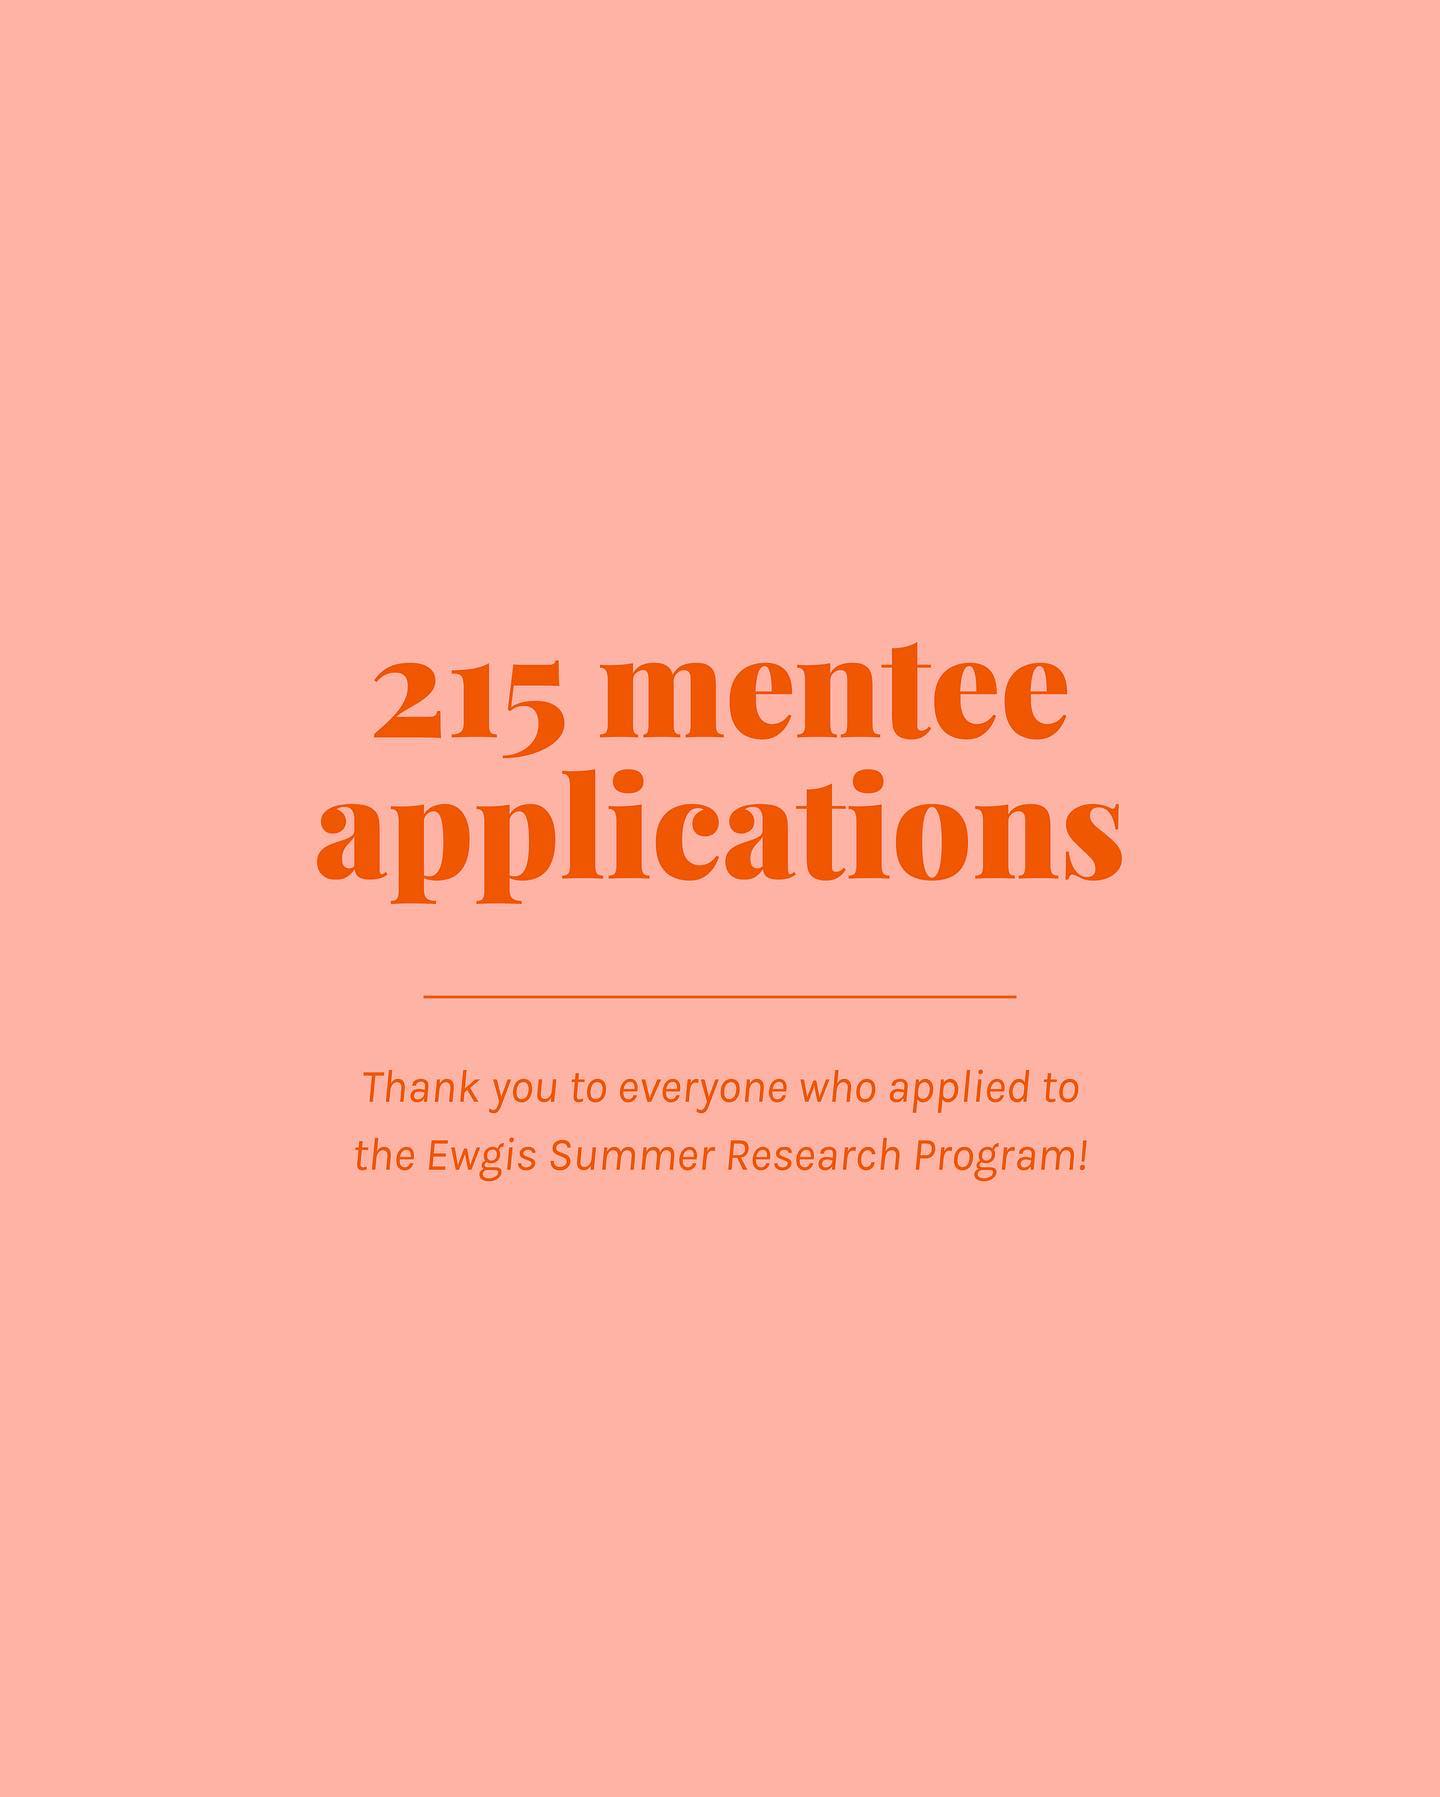 215 mentee
applications
Thank you to everyone who applied to
the Ewgis Summer Research Program!